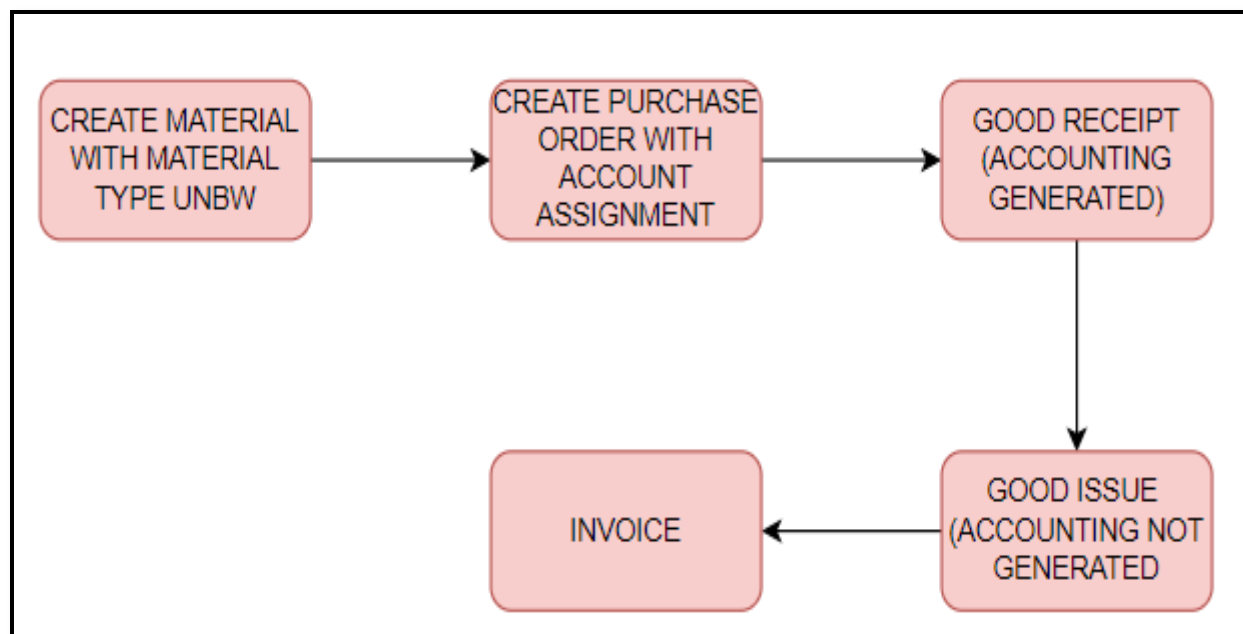 CREATE MATERIAL
WITH MATERIAL
TYPE UNBW
CREATE PURCHASE
ORDER WITH
ACCOUNT
ASSIGNMENT
GOOD RECEIPT
(ACCOUNTING
GENERATED)
GOOD ISSUE
(ACCOUNTING NOT
GENERATED
INVOICE